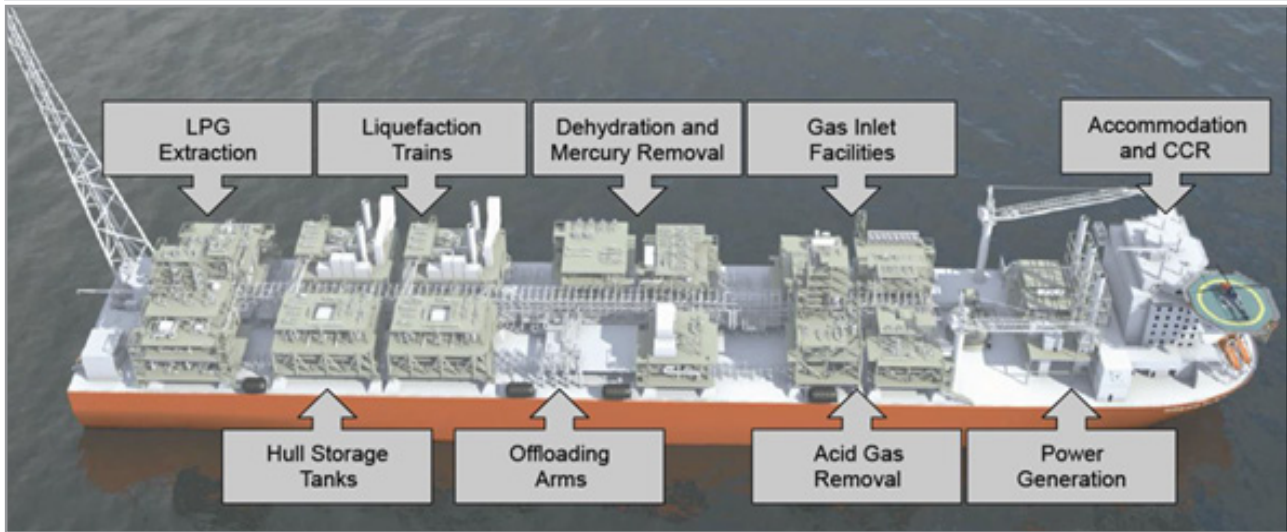 LPG
Extraction
Liquefaction
Trains
Dehydration and
Mercury Removal
Gas Inlet
Facilities
Accommodation
and CCR
Hull Storage
Tanks
Offloading
Arms
Acid Gas
Removal
Power
Generation